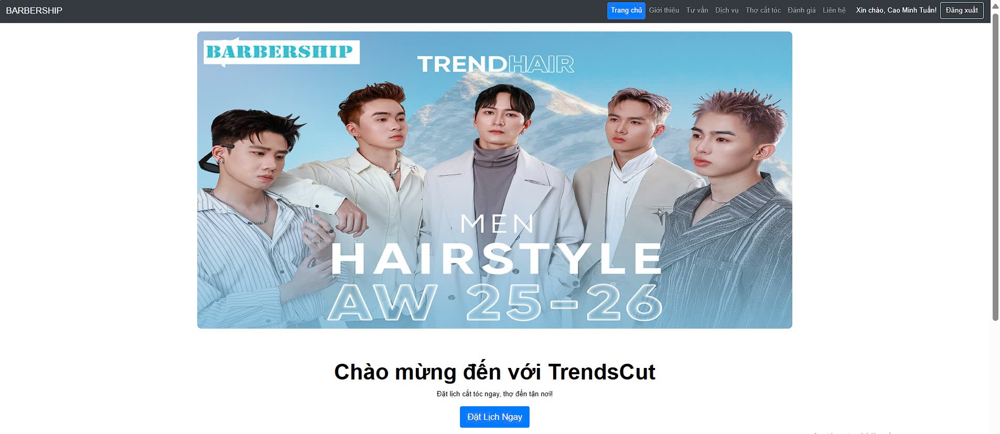 BARBERSHIP
Trang chủ Giới thiệu Tư vấn Dịch vụ Thợ cắt tóc Đánh giá Liên hệ Xin chào, Cao Minh Tuấn! Đăng xuất
BARBERSHIP
TRENDHAIR
MEN
HAIRSTYLE
AW 25-26
Chào mừng đến với TrendsCut
Đặt lịch cắt tóc ngay, thợ đến tận nơi!
Đặt Lịch Ngay